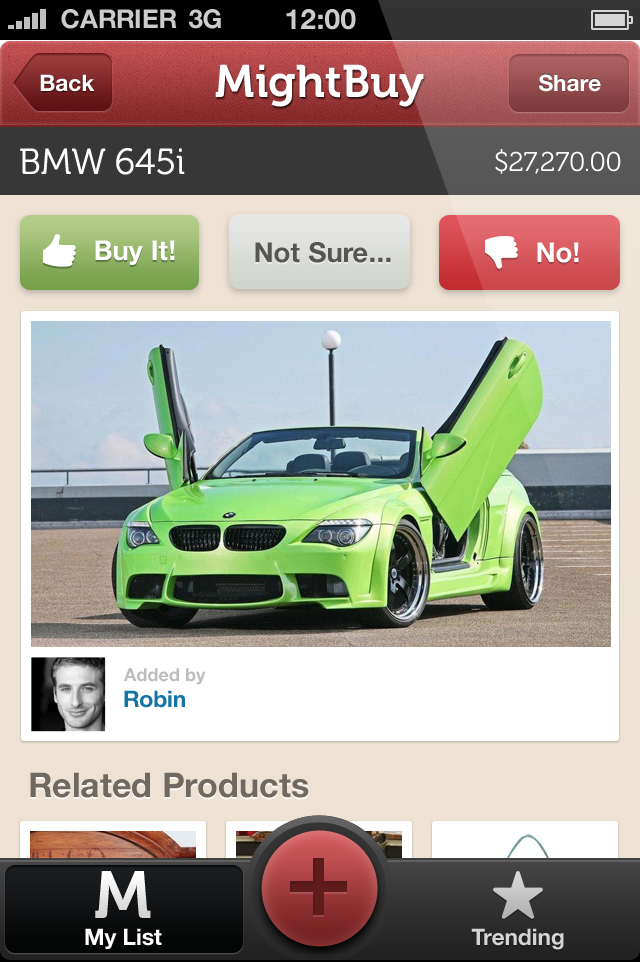 CARRIER 3G 12:00
Back MightBuy Share
BMW 645i $27,270.00
Buy It! Not Sure... No!
Added by
Robin
Related Products
M
My List Trending